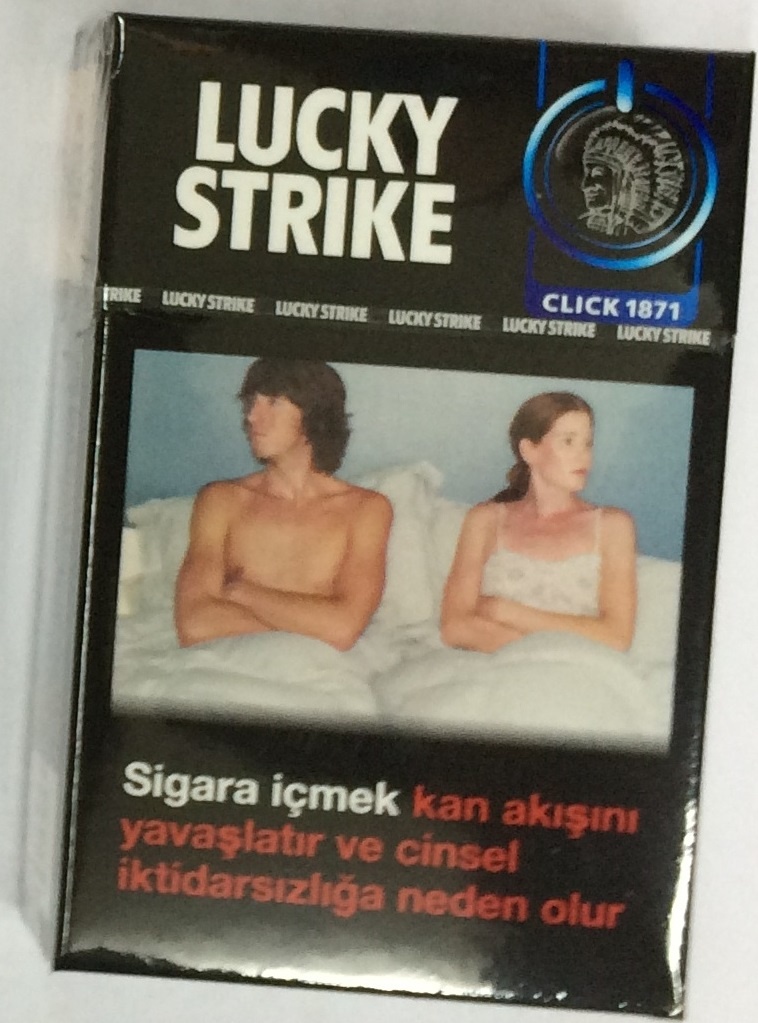 LUCKY
STRIKE
CLICK 1871
TRIKE LUCKY STRIKE LUCKY STRIKE LUCKY STRIKE LUCKY STRIKE LUCKY STRIKE
Sigara içmek kan akışını
yavaşlatır ve cinsel
iktidarsızlığa neden olur